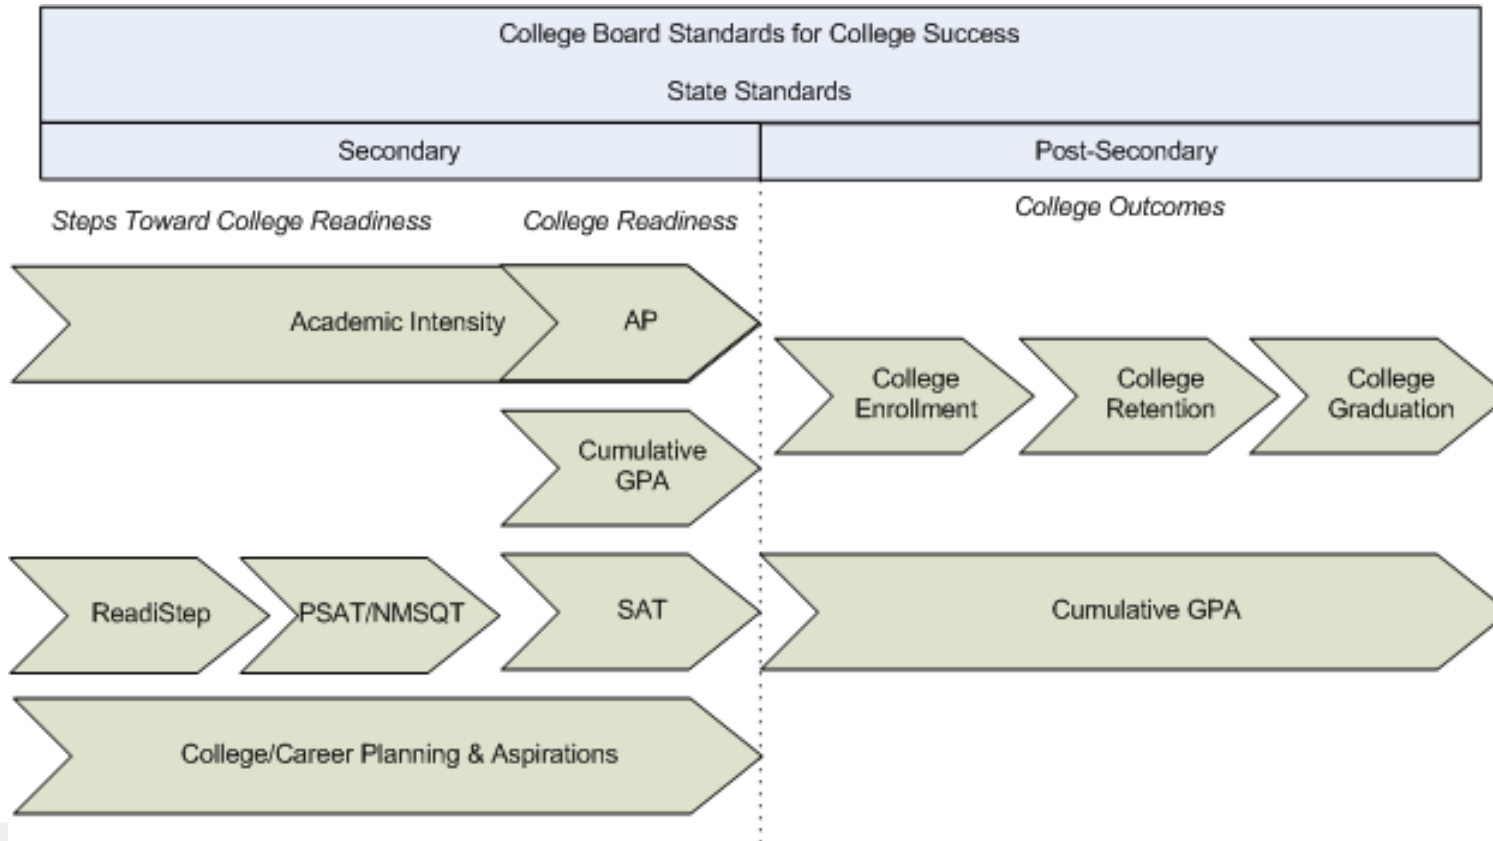 College Board Standards for College Success
State Standards
Secondary
Post-Secondary
Steps Toward College Readiness
College Readiness
College Outcomes
Academic Intensity
AP
College
Enrollment
College
Retention
College
Graduation
Cumulative
GPA
ReadiStep
PSAT/NMSQT
SAT
Cumulative GPA
College/Career Planning & Aspirations